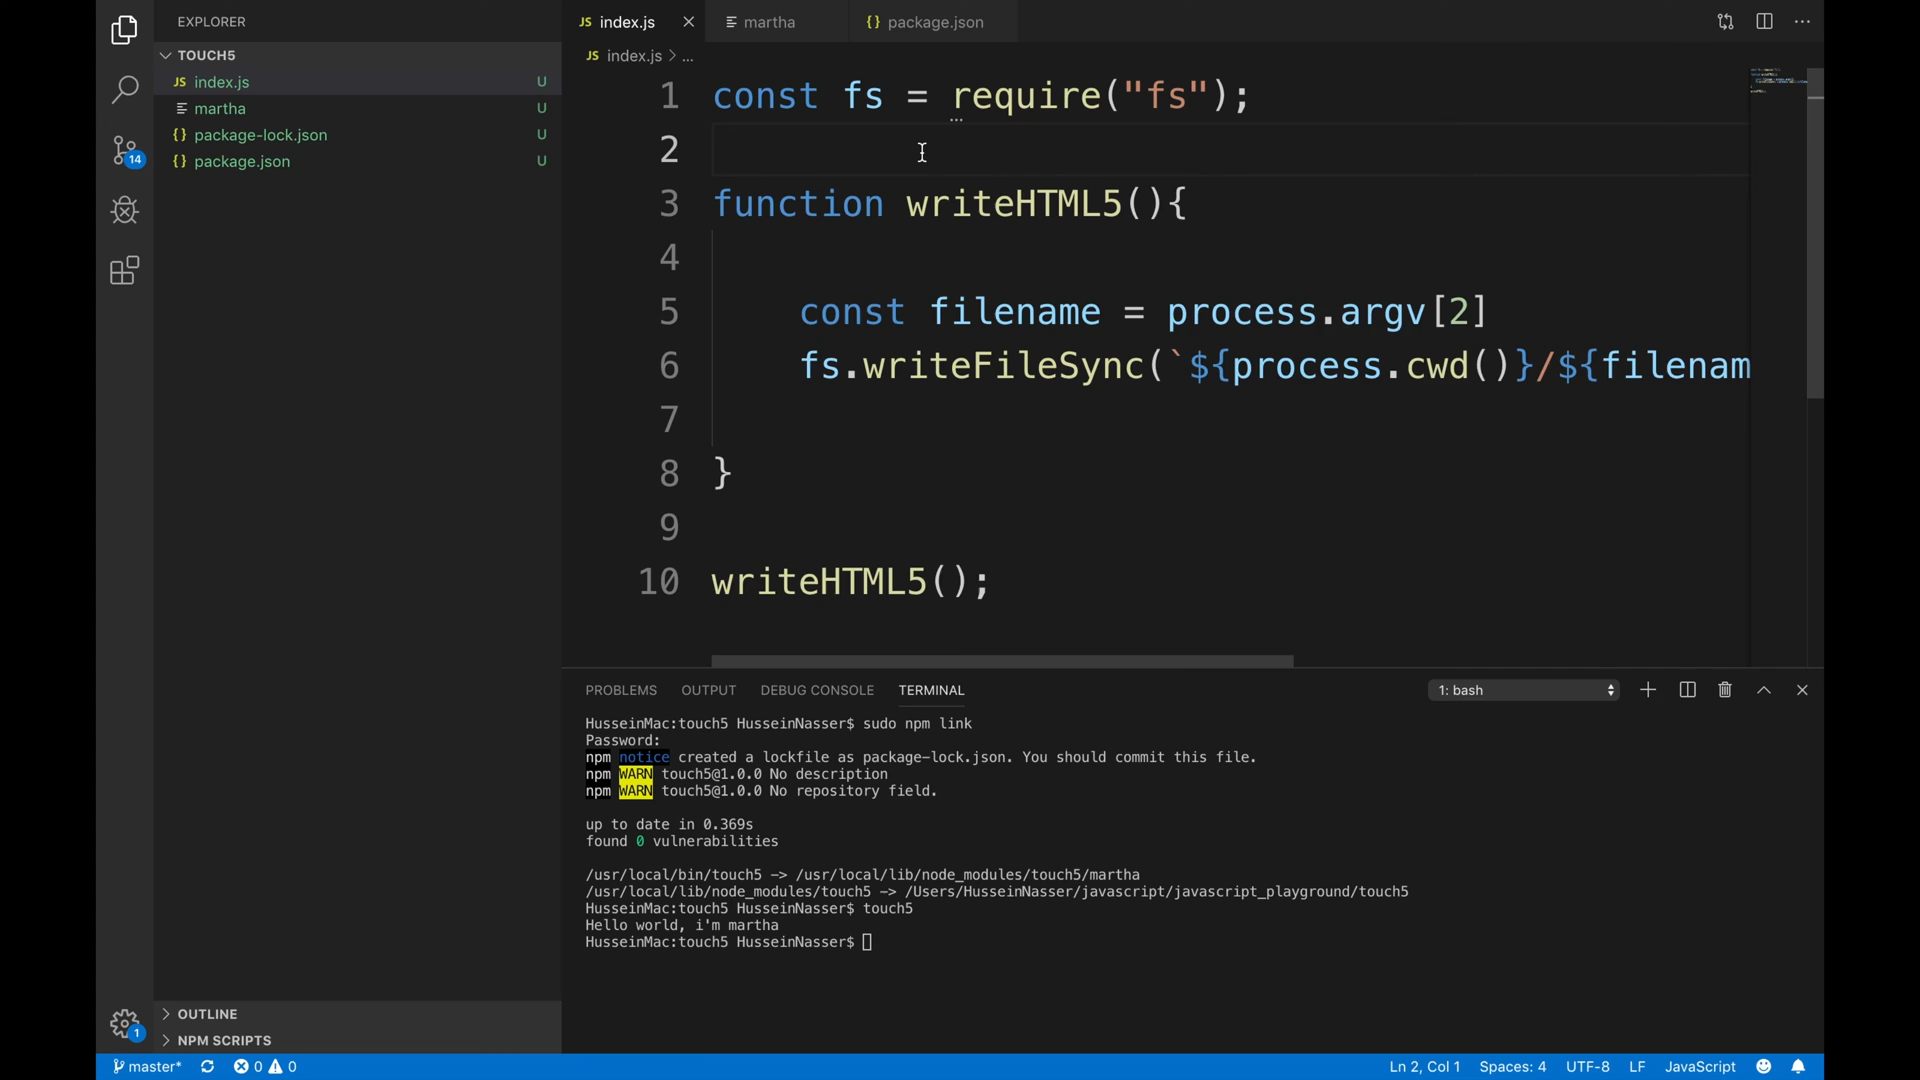 EXPLORER
TOUCH5
JS index.js U
martha U
{} package-lock.json U
{} package.json U
14
OUTLINE
NPM SCRIPTS
1
JS index.js
martha
{} package.json
JS index.js > ...
1 const fs = require("fs");
2
3 function writeHTML5(){
4
5 const filename = process.argv[2]
6 fs.writeFileSync(`${process.cwd()}/${filenam
7
8 }
9
10 writeHTML5();
PROBLEMS OUTPUT DEBUG CONSOLE TERMINAL 1: bash
HusseinMac:touch5 HusseinNasser$ sudo npm link
Password:
npm notice created a lockfile as package-lock.json. You should commit this file.
npm WARN touch5@1.0.0 No description
npm WARN touch5@1.0.0 No repository field.
up to date in 0.369s
found 0 vulnerabilities
/usr/local/bin/touch5 -> /usr/local/lib/node_modules/touch5/martha
/usr/local/lib/node_modules/touch5 -> /Users/HusseinNasser/javascript/javascript_playground/touch5
HusseinMac:touch5 HusseinNasser$ touch5
Hello world, i'm martha
HusseinMac:touch5 HusseinNasser$
master* 0 0 Ln 2, Col 1 Spaces: 4 UTF-8 LF JavaScript